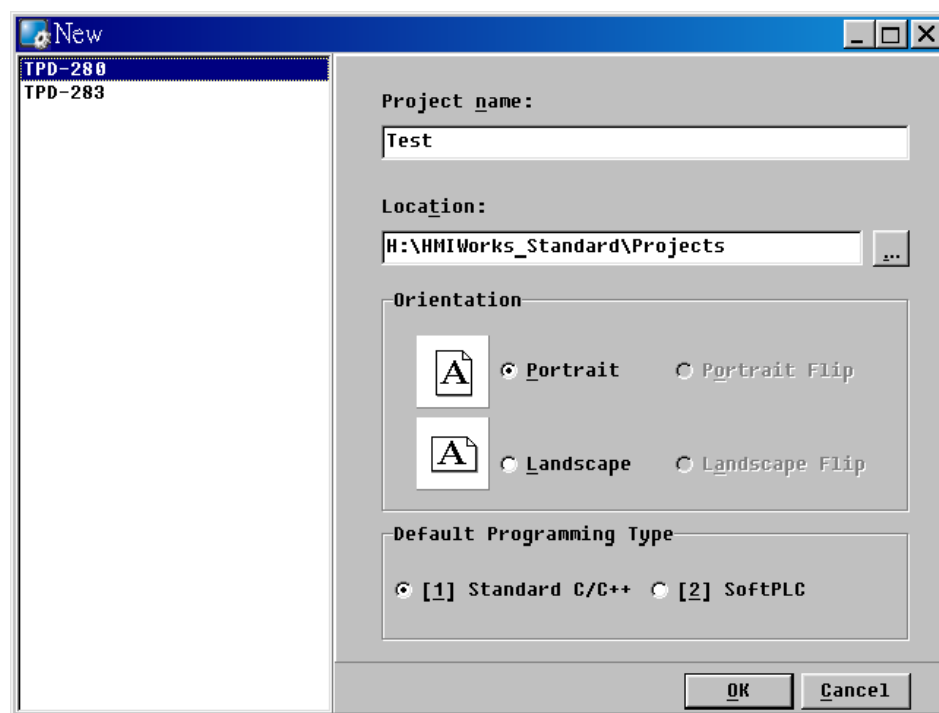 New
TPD-280
TPD-283
Project name:
Test
Location:
H:\HMIWorks_Standard\Projects
...
Orientation
A Portrait Portrait Flip
A Landscape Landscape Flip
Default Programming Type
[1] Standard C/C++ [2] SoftPLC
OK Cancel